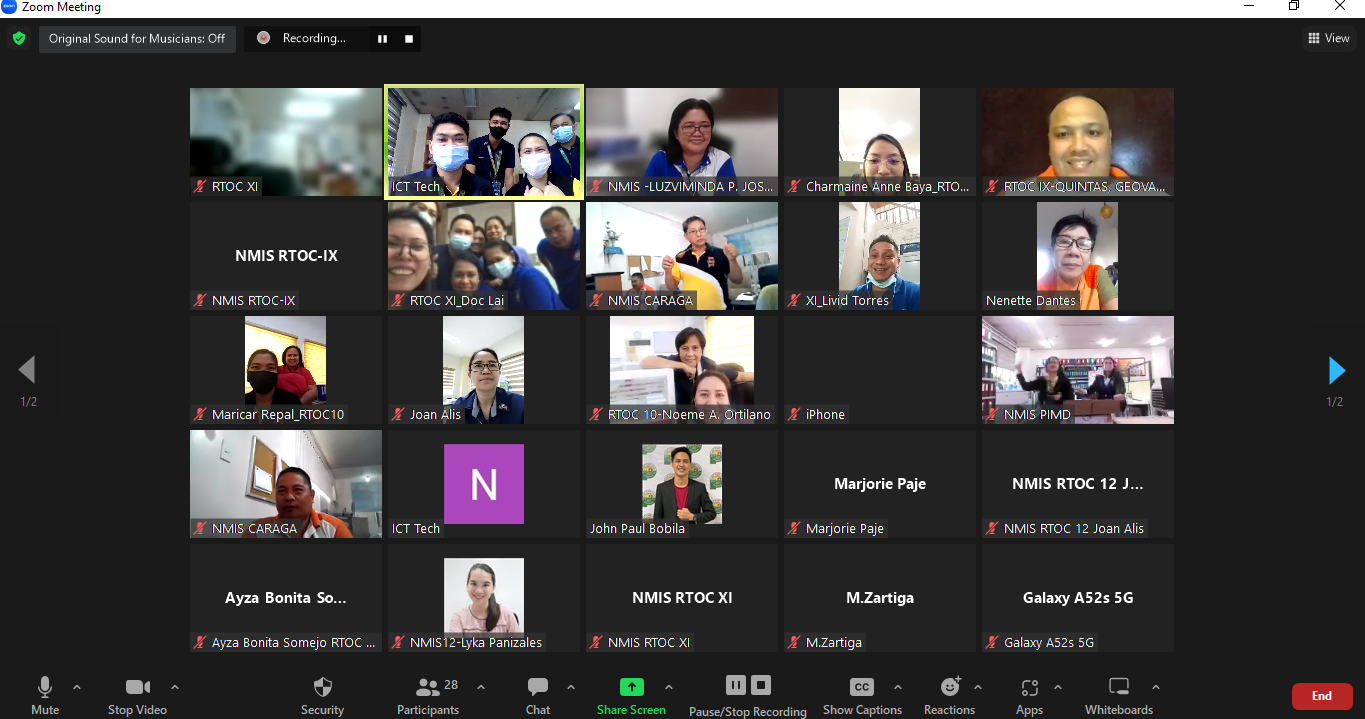 Zoom Meeting
Original Sound for Musicians: Off
Recording...
View
RTOC XI
ICT Tech
NMIS -LUZVIMINDA P. JOS...
Charmaine Anne Baya_RTO...
RTOC IX-QUINTAS, GEOVA...
NMIS RTOC-IX
NMIS RTOC-IX
RTOC XI_Doc Lai
NMIS CARAGA
XI_Livid Torres
Nenette Dantes
1/2
1/2
Maricar Repal_RTOC10
Joan Alis
RTOC 10-Noeme A. Ortilano
iPhone
NMIS PIMD
NMIS CARAGA
N
ICT Tech
John Paul Bobila
Marjorie Paje
Marjorie Paje
NMIS RTOC 12 J...
NMIS RTOC 12 Joan Alis
Ayza Bonita So...
Ayza Bonita Somejo RTOC ...
NMIS12-Lyka Panizales
NMIS RTOC XI
NMIS RTOC XI
M.Zartiga
M.Zartiga
Galaxy A52s 5G
Galaxy A52s 5G
Mute
Stop Video
Security
28
Participants
Chat
Share Screen
Pause/Stop Recording
CC
Show Captions
Reactions
Apps
Whiteboards
End